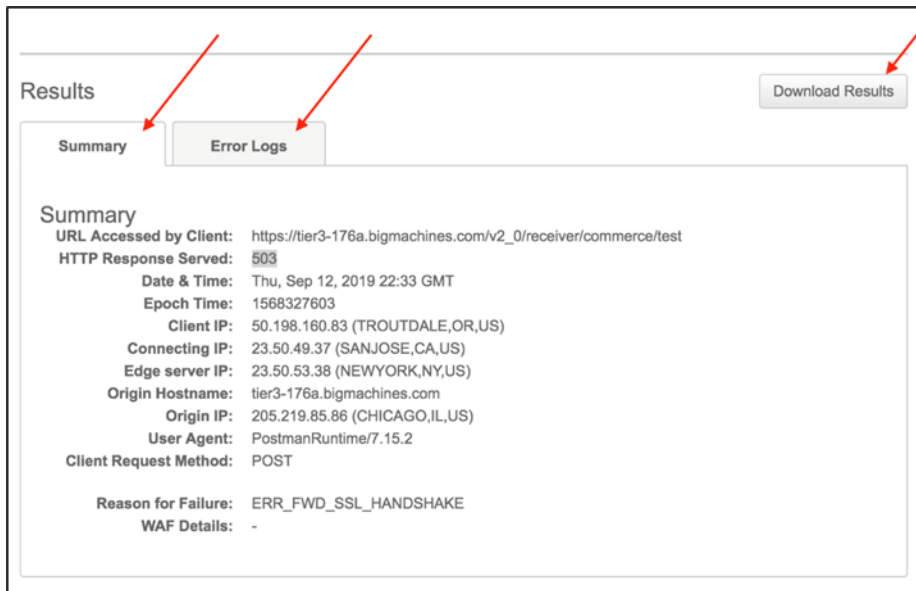 Results
Download Results
Summary
Error Logs
Summary
URL Accessed by Client: https://tier3-176a.bigmachines.com/v2_0/receiver/commerce/test
HTTP Response Served: 503
Date & Time: Thu, Sep 12, 2019 22:33 GMT
Epoch Time: 1568327603
Client IP: 50.198.160.83 (TROUTDALE,OR,US)
Connecting IP: 23.50.49.37 (SANJOSE,CA,US)
Edge server IP: 23.50.53.38 (NEWYORK,NY,US)
Origin Hostname: tier3-176a.bigmachines.com
Origin IP: 205.219.85.86 (CHICAGO,IL,US)
User Agent: PostmanRuntime/7.15.2
Client Request Method: POST
Reason for Failure: ERR_FWD_SSL_HANDSHAKE
WAF Details: -